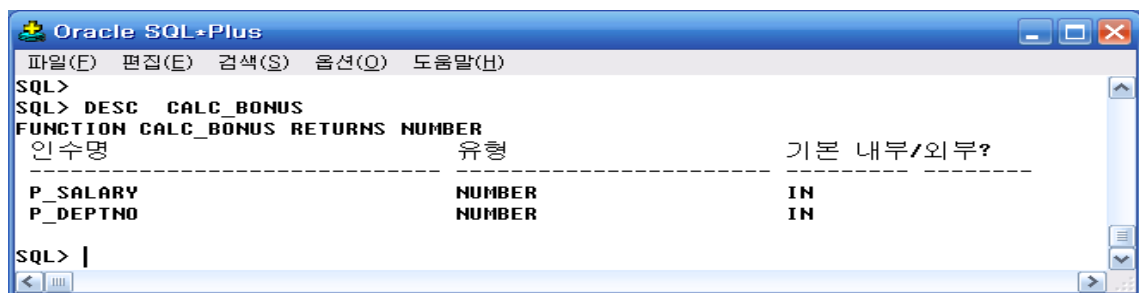 Oracle SQL*Plus
파일(F) 편집(E) 검색(S) 옵션(O) 도움말(H)
SQL>
SQL> DESC CALC_BONUS
FUNCTION CALC_BONUS RETURNS NUMBER
인수명 유형 기본 내부/외부?
------------------------------ ----------------------- --------- --------
P_SALARY NUMBER IN
P_DEPTNO NUMBER IN
SQL>